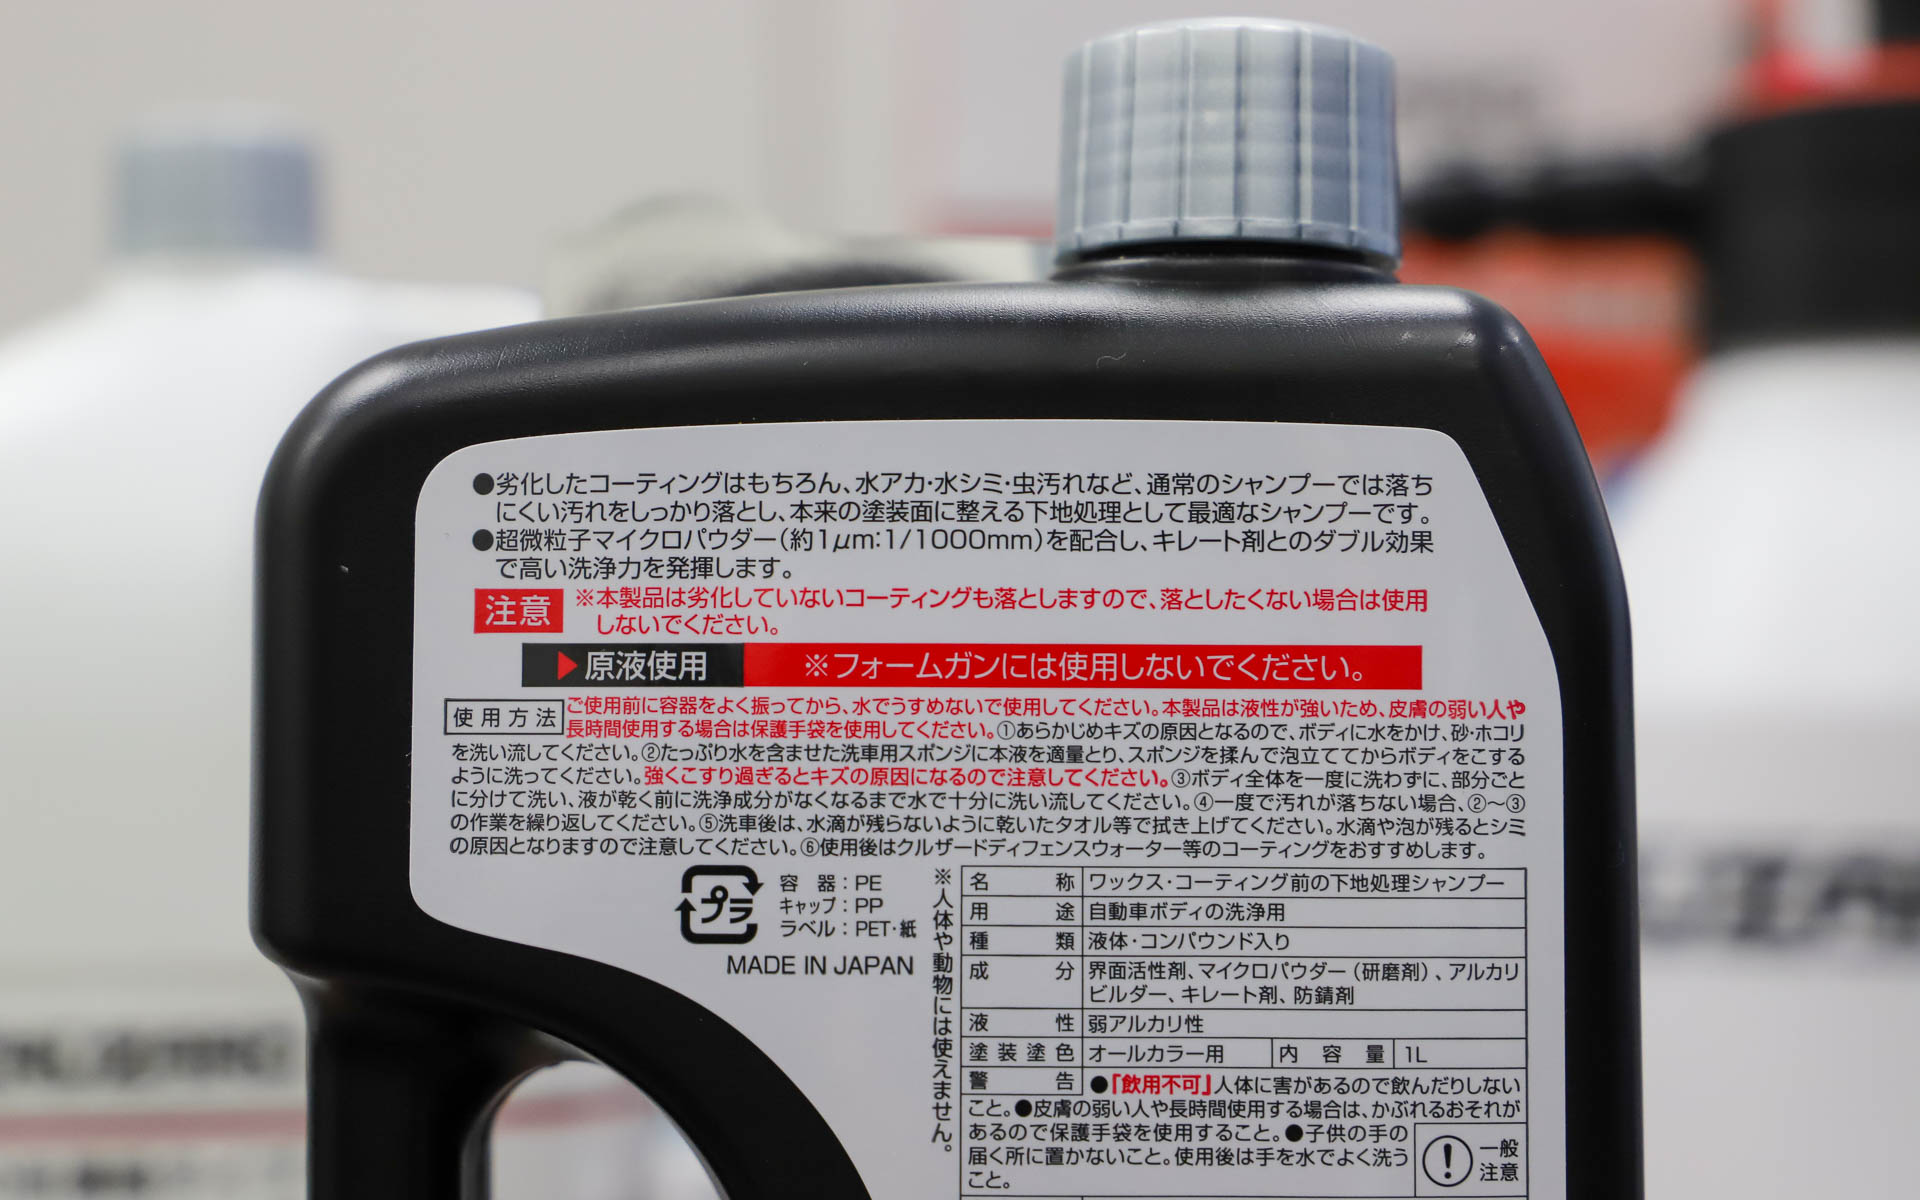 ●劣化したコーティングはもちろん、水アカ・水シミ・虫汚れなど、通常のシャンプーでは落ち
にくい汚れをしっかり落とし、本来の塗装面に整える下地処理として最適なシャンプーです。
●超微粒子マイクロパウダー(約1μm:1/1000mm)を配合し、キレート剤とのダブル効果
で高い洗浄力を発揮します。
注意 ※本製品は劣化していないコーティングも落としますので、落としたくない場合は使用
しないでください。
▶原液使用 ※フォームガンには使用しないでください。
使用方法 ご使用前に容器をよく振ってから、水でうすめないで使用してください。本製品は液性が強いため、皮膚の弱い人や
長時間使用する場合は保護手袋を使用してください。①あらかじめキズの原因となるので、ボディに水をかけ、砂・ホコリ
を洗い流してください。②たっぷり水を含ませた洗車用スポンジに本液を適量とり、スポンジを揉んで泡立ててからボディをこする
ように洗ってください。強くこすり過ぎるとキズの原因になるので注意してください。③ボディ全体を一度に洗わずに、部分ごと
に分けて洗い、液が乾く前に洗浄成分がなくなるまで水で十分に洗い流してください。④一度で汚れが落ちない場合、②〜③
の作業を繰り返してください。⑤洗車後は、水滴が残らないように乾いたタオル等で拭き上げてください。水滴や泡が残るとシミ
の原因となりますので注意してください。⑥使用後はクルザードディフェンスウォーター等のコーティングをおすすめします。
プラ
容器:PE
キャップ:PP
ラベル:PET・紙
MADE IN JAPAN
※人体や動物には使えません。
名称 ワックス・コーティング前の下地処理シャンプー
用途 自動車ボディの洗浄用
種類 液体・コンパウンド入り
成分 界面活性剤、マイクロパウダー(研磨剤)、アルカリ
ビルダー、キレート剤、防錆剤
液性 弱アルカリ性
塗装塗色 オールカラー用 内容量 1L
警告 ●「飲用不可」人体に害があるので飲んだりしない
こと。●皮膚の弱い人や長時間使用する場合は、かぶれるおそれが
あるので保護手袋を使用すること。●子供の手の
届く所に置かないこと。使用後は手を水でよく洗う
こと。
一般
注意